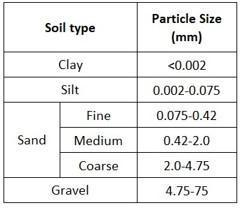 Soil type Particle Size
(mm)
Clay <0.002
Silt 0.002-0.075
Sand Fine 0.075-0.42
Medium 0.42-2.0
Coarse 2.0-4.75
Gravel 4.75-75